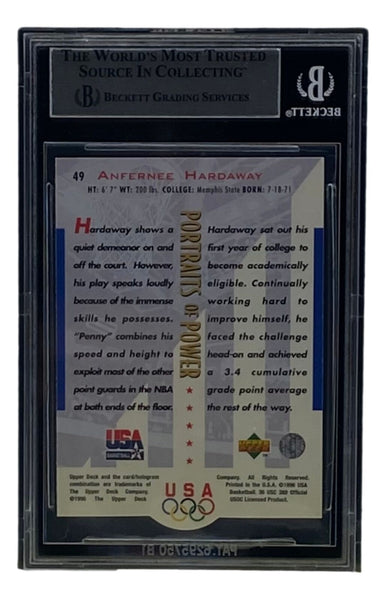 THE WORLD'S MOST TRUSTED
SOURCE IN COLLECTING™
B BECKETT GRADING SERVICES
B
BECKETT
49 ANFERNEE HARDAWAY
HT: 6' 7" WT: 200 lbs. COLLEGE: Memphis State BORN: 7-18-71
PORTRAITS OF POWER
Hardaway shows a
quiet demeanor on and
off the court. However,
his play speaks loudly
because of the immense
skills he possesses.
"Penny" combines his
speed and height to
exploit most of the other
point guards in the NBA
at both ends of the floor.
Hardaway sat out his
first year of college to
become academically
eligible. Continually
working hard to
improve himself, he
faced the challenge
head-on and achieved
a 3.4 cumulative
grade point average
the rest of the way.
USA
BASKETBALL
UPPER DECK
Upper Deck and the card/hologram
combination are trademarks of
The Upper Deck Company.
©1996 The Upper Deck
USA
Company. All Rights Reserved.
Printed in the U.S.A. ©1996 USA
Basketball. 36 USC 380 Official
USOC Licensed Product.
PAT. 6295750 B1